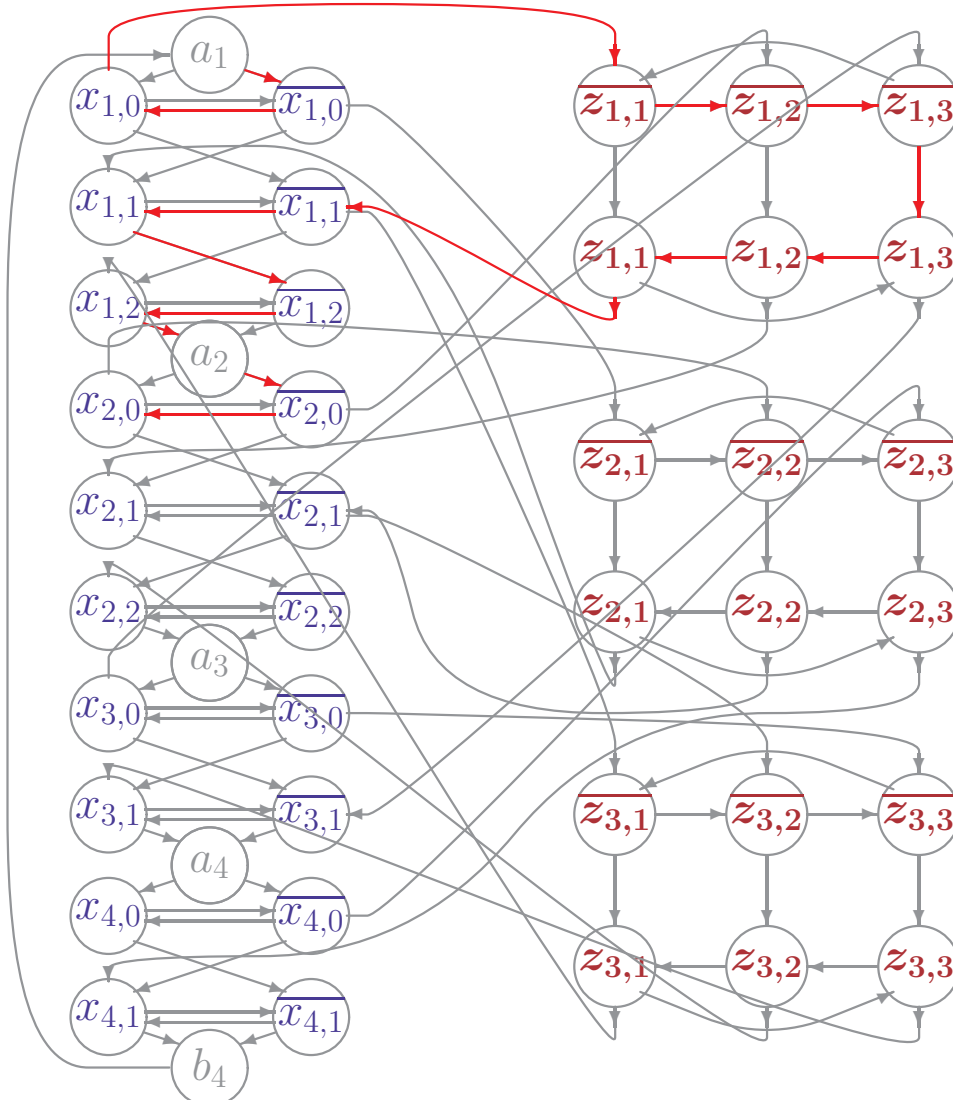 a₁
x₁,₀ x̅₁,₀ z̅₁,₁ z̅₁,₂ z̅₁,₃
x₁,₁ x̅₁,₁
z₁,₁ z₁,₂ z₁,₃
x₁,₂ x̅₁,₂
a₂
x₂,₀ x̅₂,₀
z̅₂,₁ z̅₂,₂ z̅₂,₃
x₂,₁ x̅₂,₁
x₂,₂ x̅₂,₂ z₂,₁ z₂,₂ z₂,₃
a₃
x₃,₀ x̅₃,₀
x₃,₁ x̅₃,₁ z̅₃,₁ z̅₃,₂ z̅₃,₃
a₄
x₄,₀ x̅₄,₀
z₃,₁ z₃,₂ z₃,₃
x₄,₁ x̅₄,₁
b₄